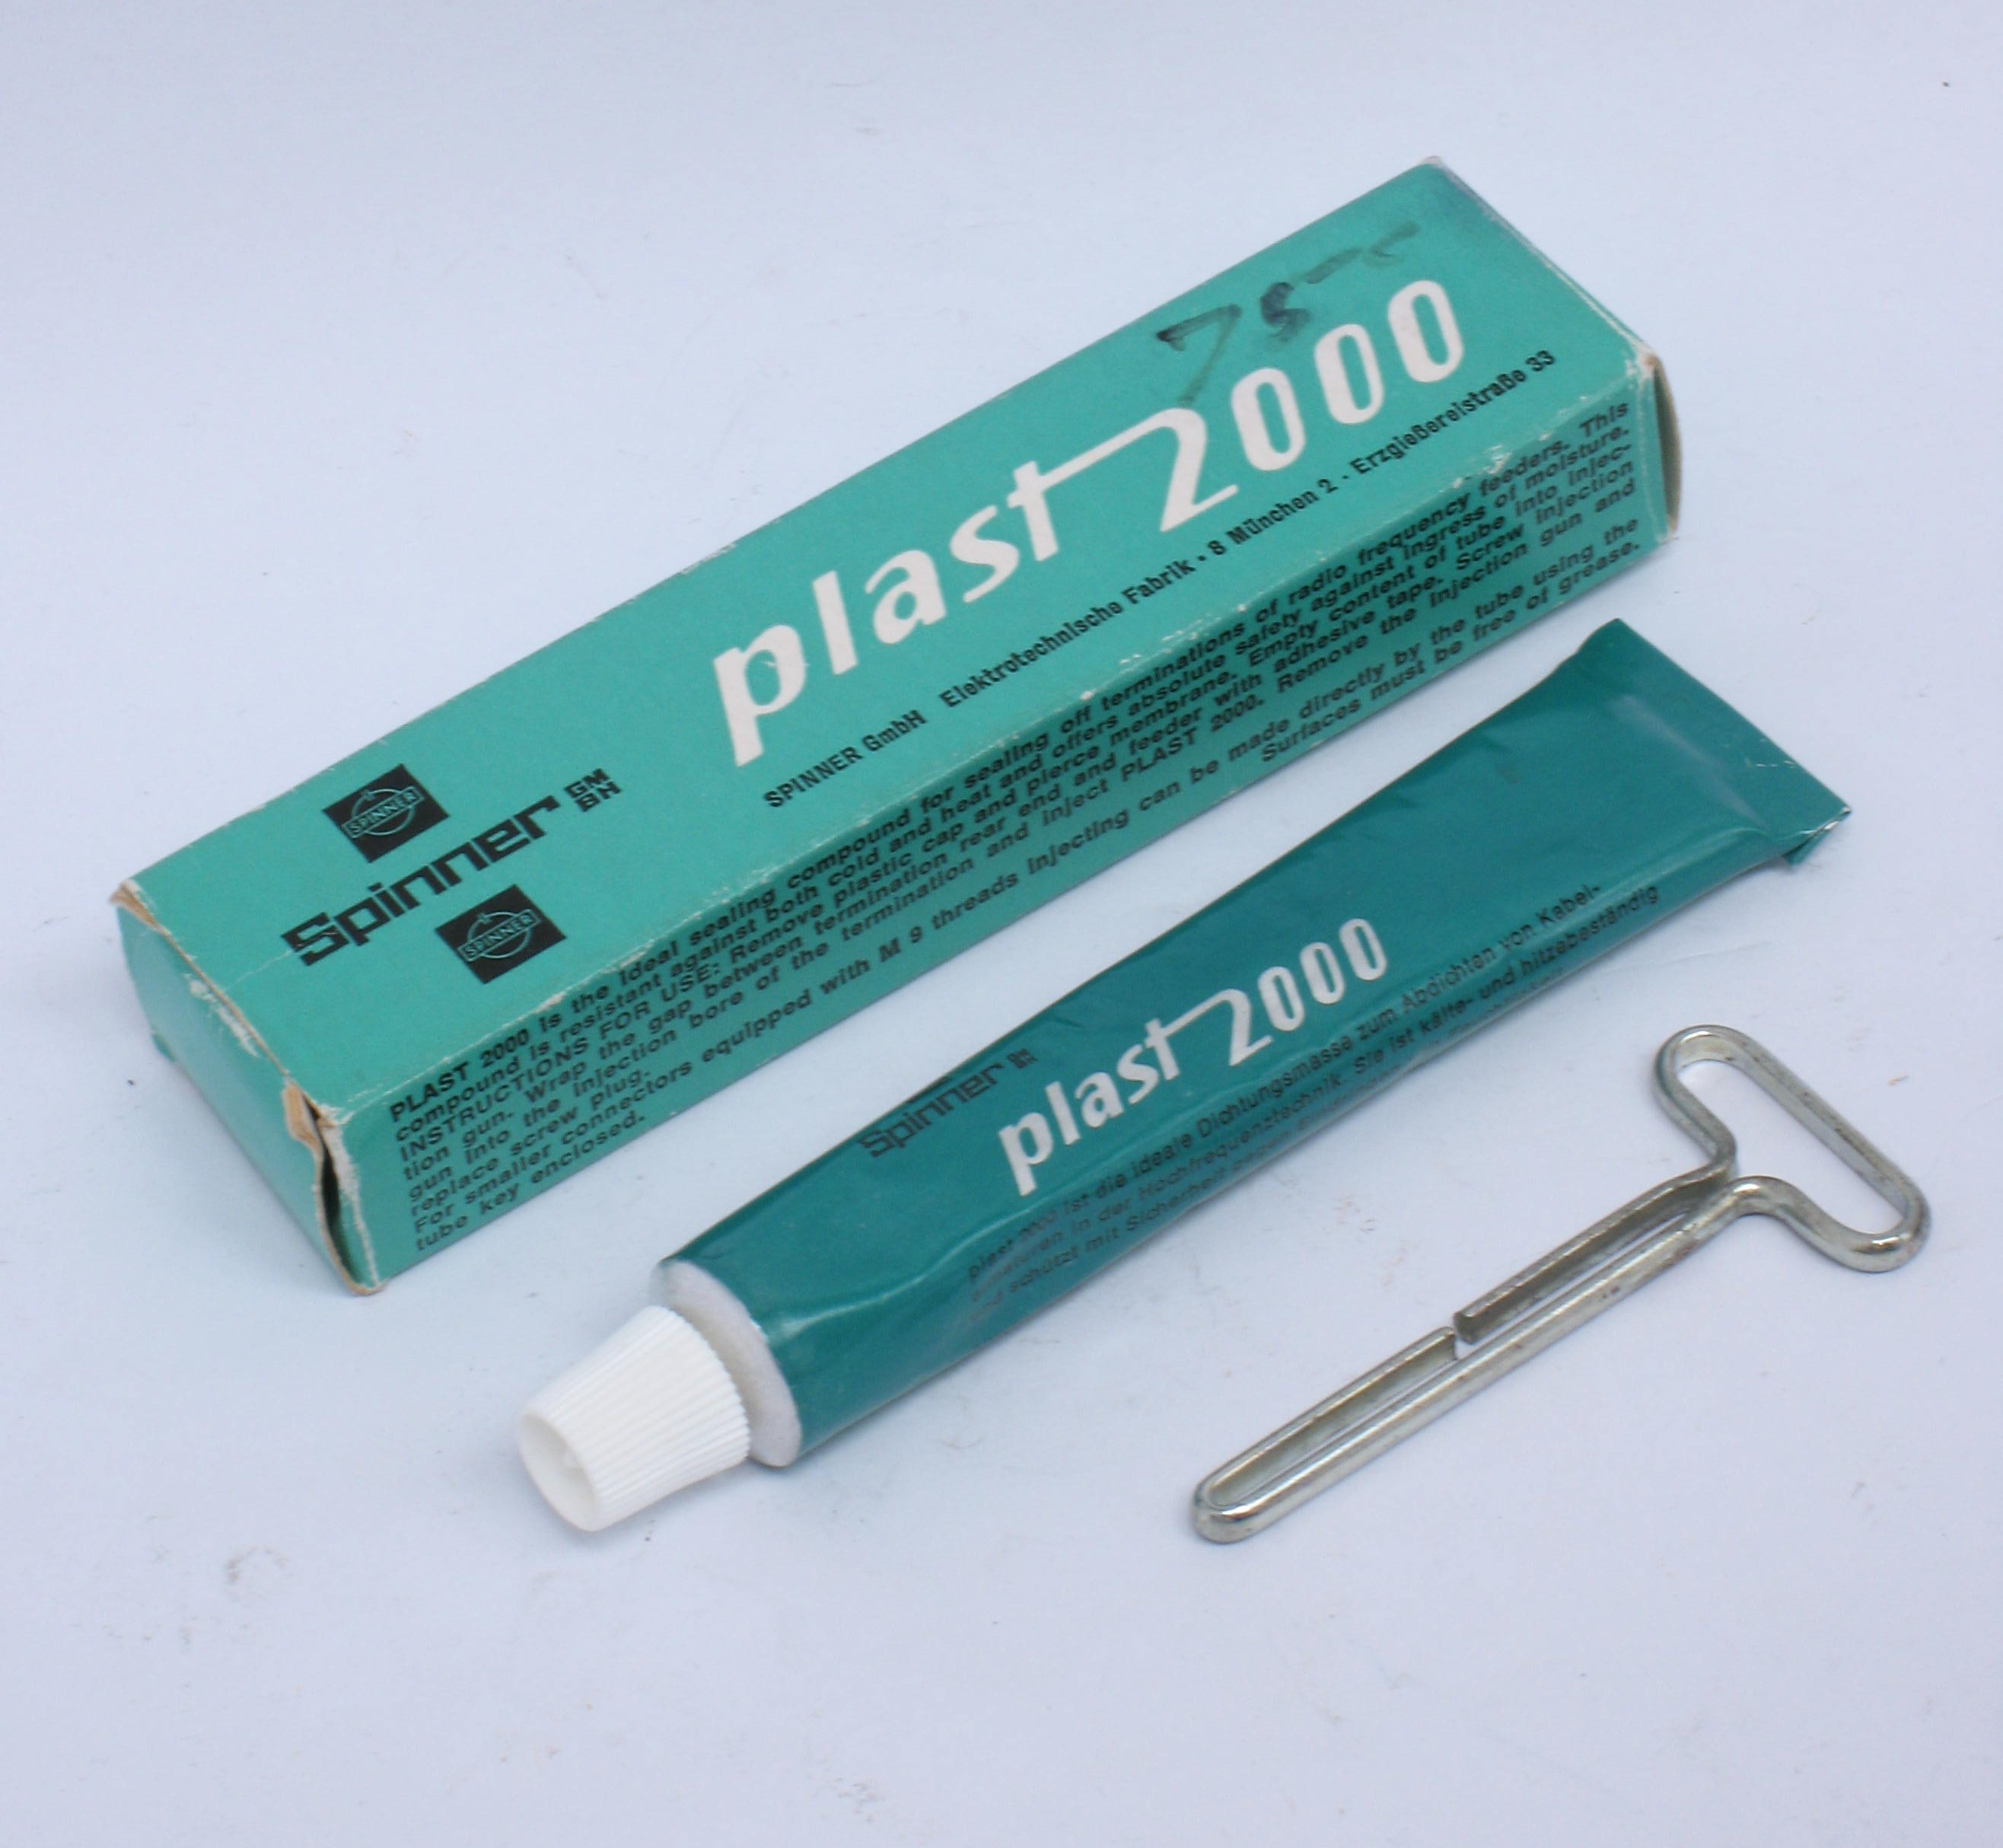 75
plast 2000
SPINNER GmbH Elektrotechnische Fabrik · 8 München 2 · Erzgießereistraße 33
SPINNER
Spinner GM
BH
SPINNER
PLAST 2000 is the ideal sealing compound for sealing off terminations of radio frequency feeders. This
compound is resistant against both cold and heat and offers absolute safety against ingress of moisture.
INSTRUCTIONS FOR USE: Remove plastic cap and pierce membrane. Empty content of tube into injec-
tion gun. Wrap the gap between termination rear end and feeder with adhesive tape. Screw injection
gun into the injection bore of the termination and inject PLAST 2000. Remove the injection gun and
replace screw plug.
For smaller connectors equipped with M 9 threads injecting can be made directly by the tube using the
tube key enclosed. Surfaces must be free of grease.
Spinner GM
BH
plast 2000
plast 2000 ist die ideale Dichtungsmasse zum Abdichten von Kabel-
armaturen in der Hochfrequenztechnik. Sie ist kälte- und hitzebeständig
und schützt mit Sicherheit gegen